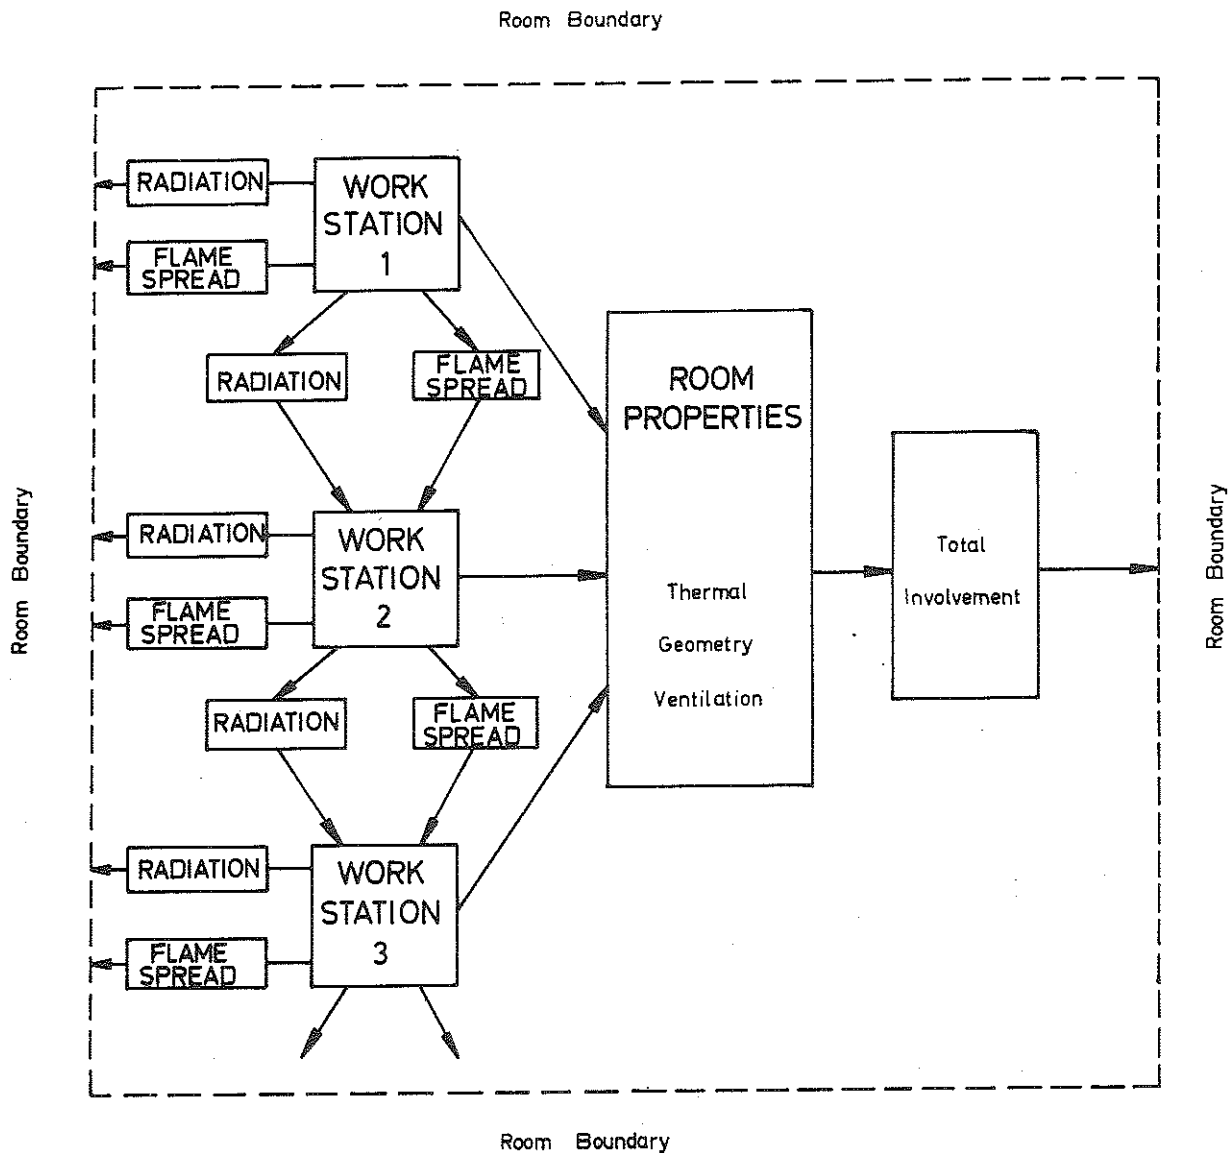 Room Boundary
RADIATION
FLAME
SPREAD
WORK
STATION
1
RADIATION
FLAME
SPREAD
ROOM
PROPERTIES
Thermal
Geometry
Ventilation
Total
Involvement
Room Boundary
Room Boundary
RADIATION
FLAME
SPREAD
WORK
STATION
2
RADIATION
FLAME
SPREAD
RADIATION
FLAME
SPREAD
WORK
STATION
3
Room Boundary